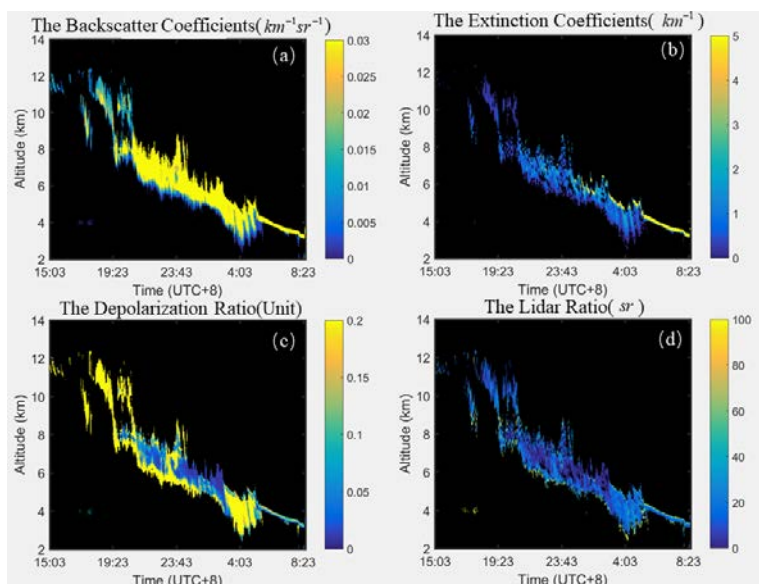 The Backscatter Coefficients(km⁻¹sr⁻¹)
(a)
14
12
10
8
6
4
2
Altitude (km)
15:03 19:23 23:43 4:03 8:23
Time (UTC+8)
0.03
0.025
0.02
0.015
0.01
0.005
0
The Extinction Coefficients( km⁻¹)
(b)
14
12
10
8
6
4
2
Altitude (km)
15:03 19:23 23:43 4:03 8:23
Time (UTC+8)
5
4
3
2
1
0
The Depolarization Ratio(Unit)
(c)
14
12
10
8
6
4
2
Altitude (km)
15:03 19:23 23:43 4:03 8:23
Time (UTC+8)
0.2
0.15
0.1
0.05
0
The Lidar Ratio( sr)
(d)
14
12
10
8
6
4
2
Altitude (km)
15:03 19:23 23:43 4:03 8:23
Time (UTC+8)
100
80
60
40
20
0